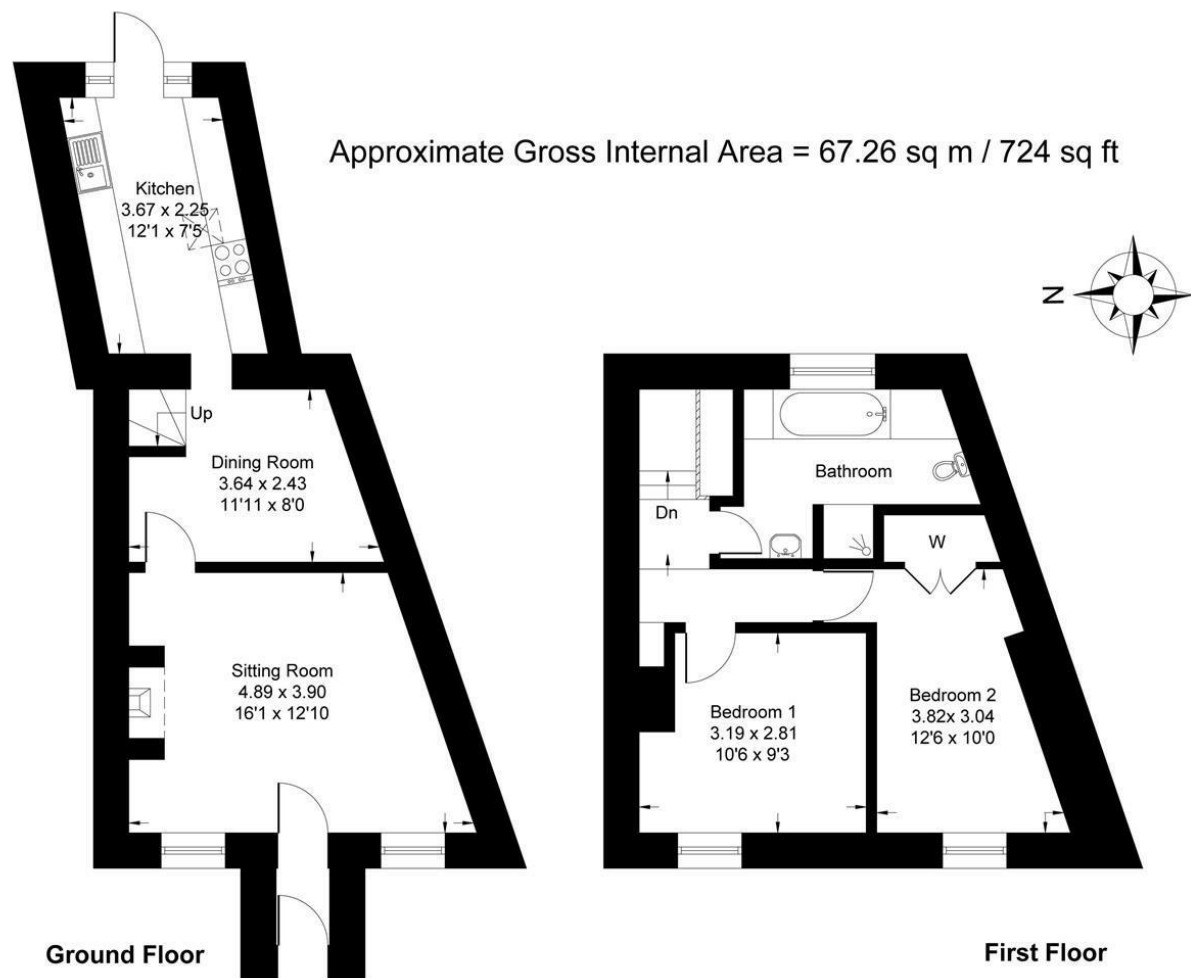 Approximate Gross Internal Area = 67.26 sq m / 724 sq ft
Kitchen
3.67 x 2.25
12'1 x 7'5
N
Up
Dining Room
3.64 x 2.43
11'11 x 8'0
Sitting Room
4.89 x 3.90
16'1 x 12'10
Ground Floor
Bathroom
Dn
W
Bedroom 1
3.19 x 2.81
10'6 x 9'3
Bedroom 2
3.82x 3.04
12'6 x 10'0
First Floor